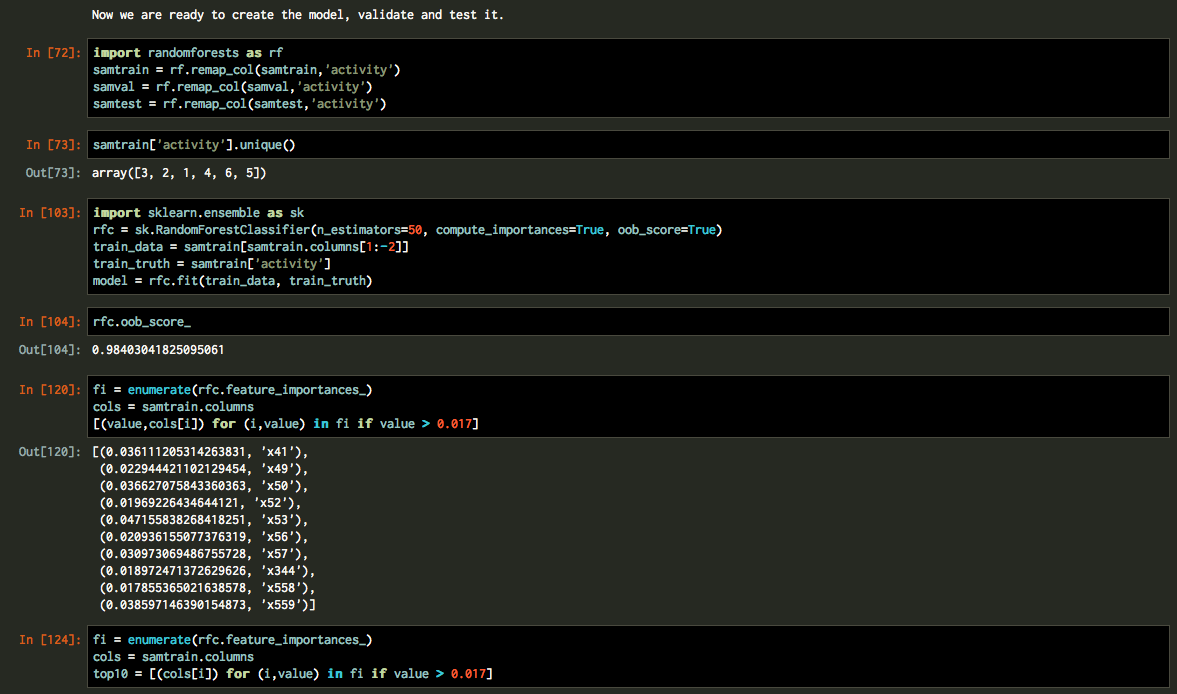 Now we are ready to create the model, validate and test it.
In [72]:
import randomforests as rf
samtrain = rf.remap_col(samtrain,'activity')
samval = rf.remap_col(samval,'activity')
samtest = rf.remap_col(samtest,'activity')
In [73]:
samtrain['activity'].unique()
Out[73]:
array([3, 2, 1, 4, 6, 5])
In [103]:
import sklearn.ensemble as sk
rfc = sk.RandomForestClassifier(n_estimators=50, compute_importances=True, oob_score=True)
train_data = samtrain[samtrain.columns[1:-2]]
train_truth = samtrain['activity']
model = rfc.fit(train_data, train_truth)
In [104]:
rfc.oob_score_
Out[104]:
0.98403041825095061
In [120]:
fi = enumerate(rfc.feature_importances_)
cols = samtrain.columns
[(value,cols[i]) for (i,value) in fi if value > 0.017]
Out[120]:
[(0.036111205314263831, 'x41'),
(0.022944421102129454, 'x49'),
(0.036627075843360363, 'x50'),
(0.01969226434644121, 'x52'),
(0.047155838268418251, 'x53'),
(0.020936155077376319, 'x56'),
(0.030973069486755728, 'x57'),
(0.018972471372629626, 'x344'),
(0.017855365021638578, 'x558'),
(0.038597146390154873, 'x559')]
In [124]:
fi = enumerate(rfc.feature_importances_)
cols = samtrain.columns
top10 = [(cols[i]) for (i,value) in fi if value > 0.017]